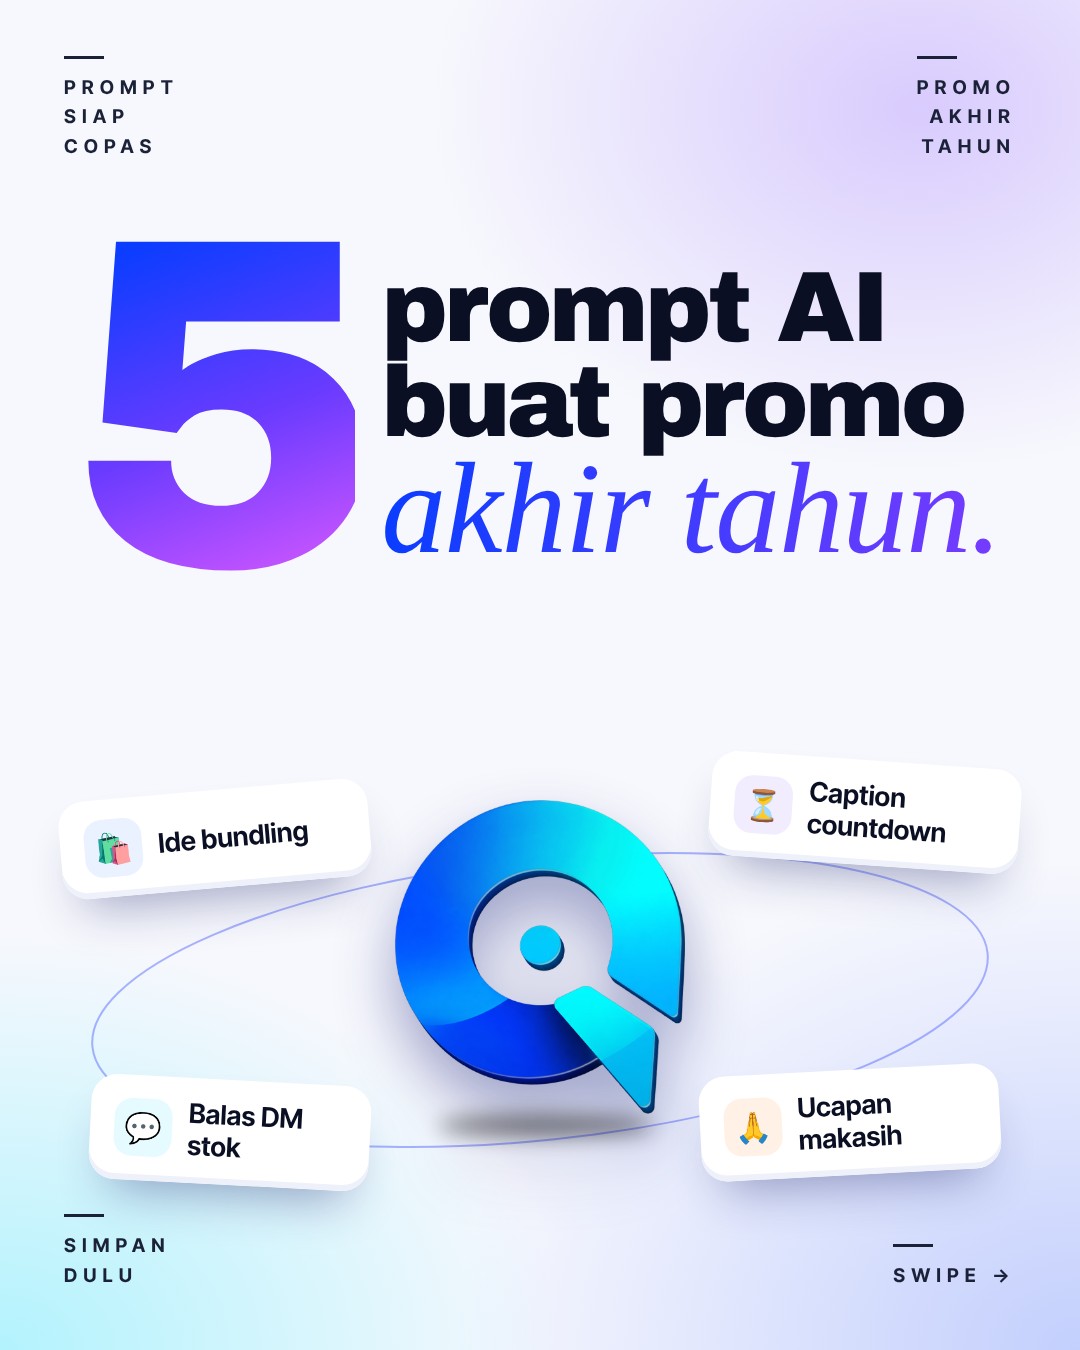 PROMPT
SIAP
COPAS
PROMO
AKHIR
TAHUN
5
prompt AI
buat promo
akhir tahun.
Ide bundling
Caption
countdown
Balas DM
stok
Ucapan
makasih
SIMPAN
DULU
SWIPE →